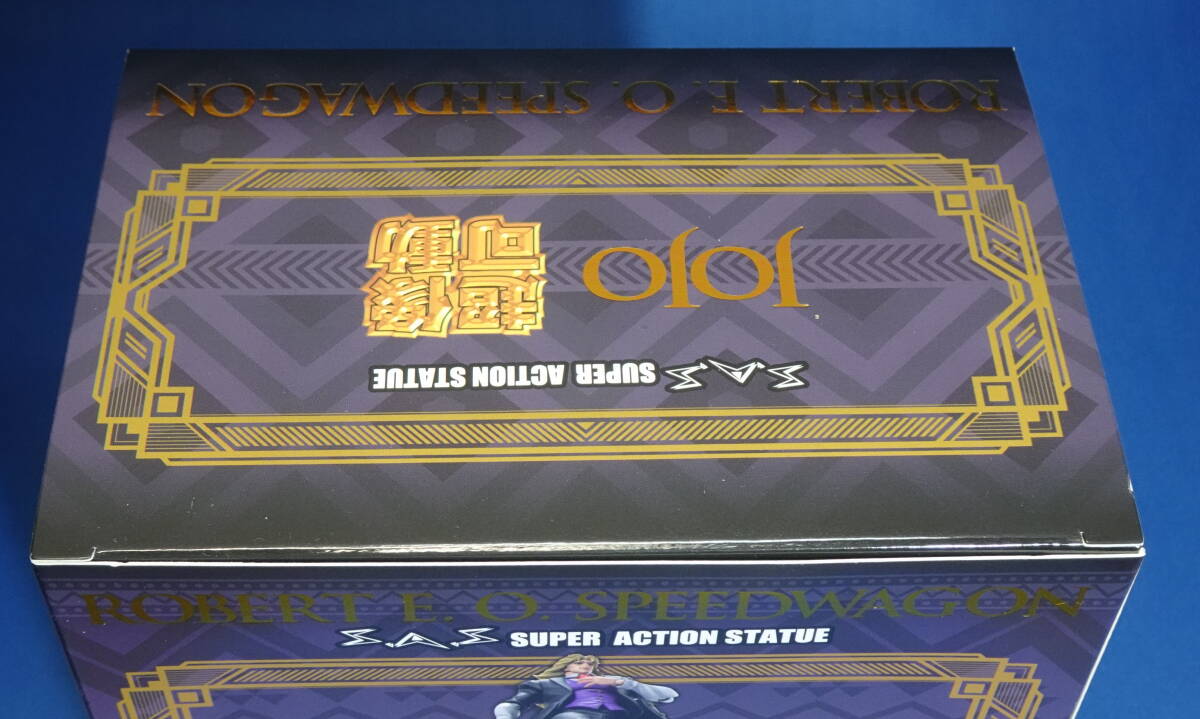 ROBERT E. O. SPEEDWAGON
S.A.S SUPER ACTION STATUE
JOJO
超像
可動
ROBERT E. O. SPEEDWAGON
S.A.S SUPER ACTION STATUE